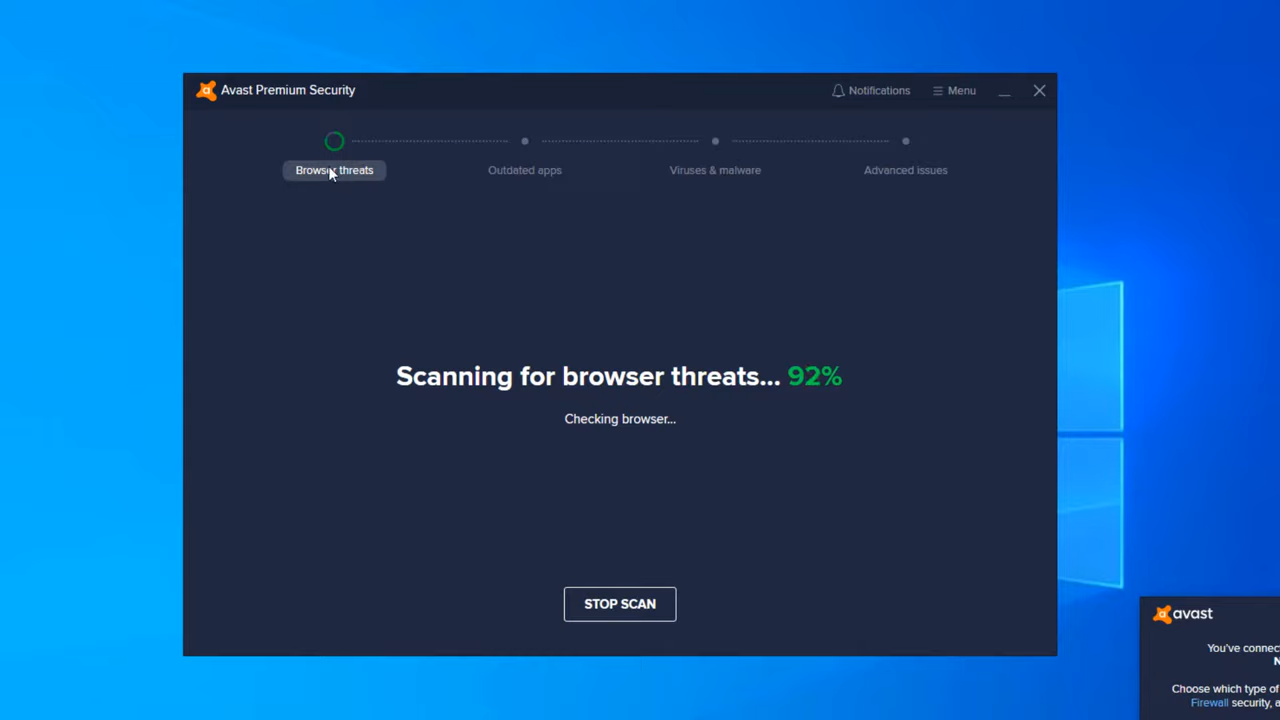 Avast Premium Security
Notifications
Menu
Browser threats
Outdated apps
Viruses & malware
Advanced issues
Scanning for browser threats... 92%
Checking browser...
STOP SCAN
avast
You've connec
N
Choose which type of
Firewall security, a